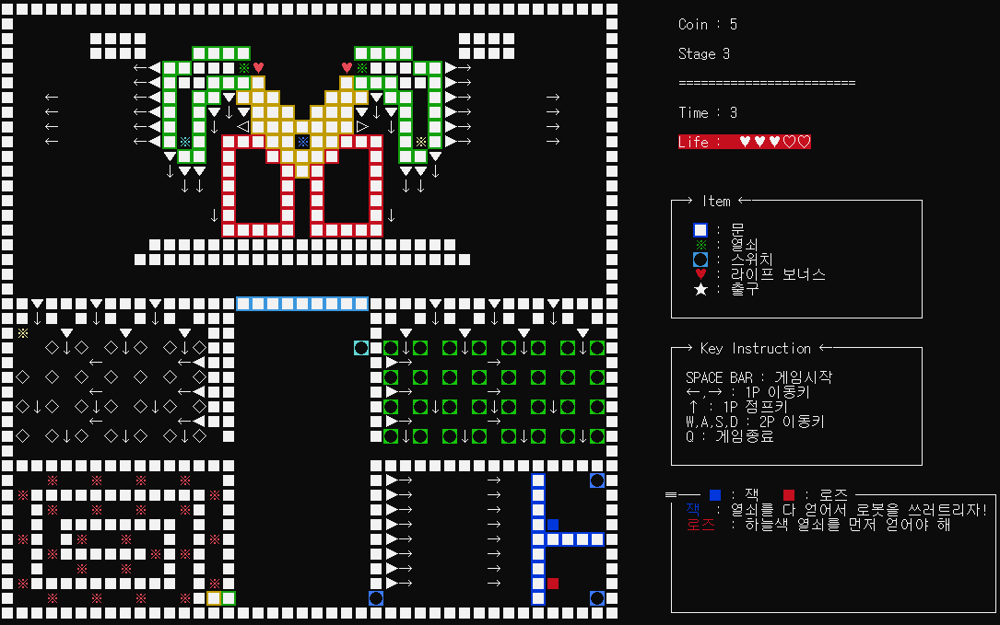 Coin : 5
Stage 3
========================
Time : 3
Life : ♥♥♥♡♡
→ Item ←
□ : 문
※ : 열쇠
○ : 스위치
♥ : 라이프 보너스
★ : 출구
→ Key Instruction ←
SPACE BAR : 게임시작
←,→ : 1P 이동키
↑ : 1P 점프키
W,A,S,D : 2P 이동키
Q : 게임종료
■ : 잭 ■ : 로즈
잭 : 열쇠를 다 얻어서 로봇을 쓰러트리자!
로즈 : 하늘색 열쇠를 먼저 얻어야 해